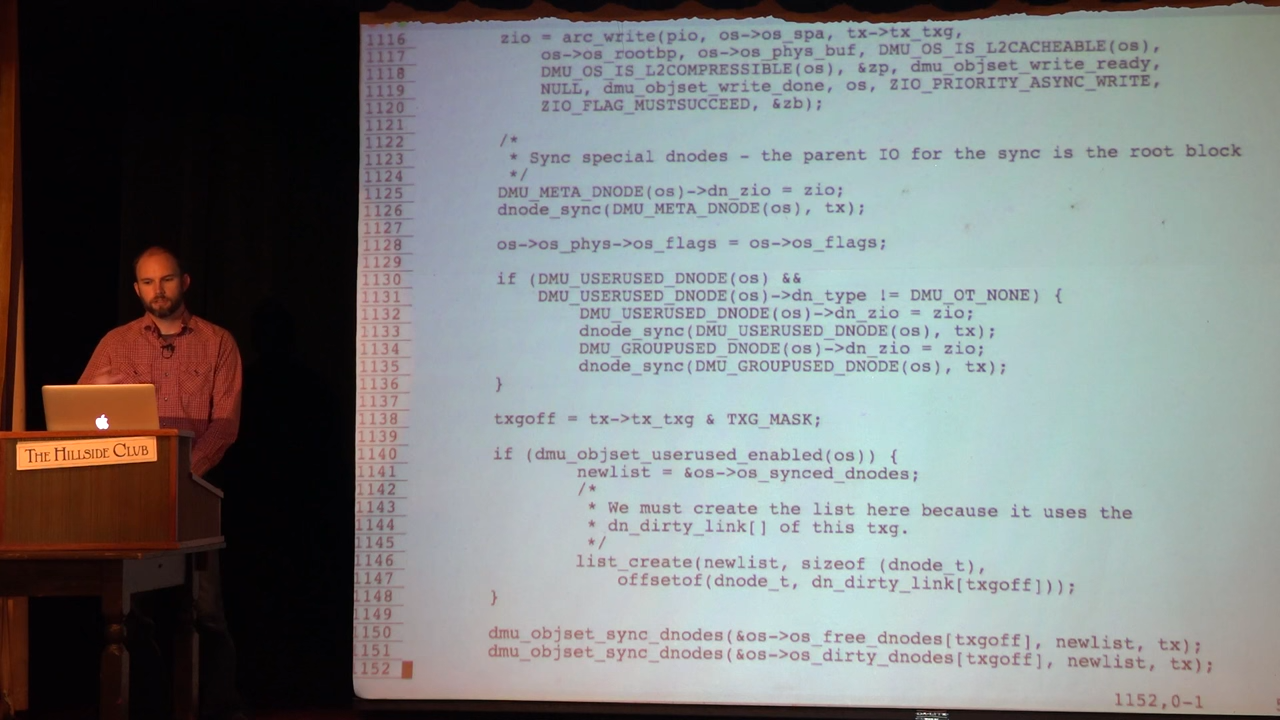 1116 zio = arc_write(pio, os->os_spa, tx->tx_txg,
1117 os->os_rootbp, os->os_phys_buf, DMU_OS_IS_L2CACHEABLE(os),
1118 DMU_OS_IS_L2COMPRESSIBLE(os), &zp, dmu_objset_write_ready,
1119 NULL, dmu_objset_write_done, os, ZIO_PRIORITY_ASYNC_WRITE,
1120 ZIO_FLAG_MUSTSUCCEED, &zb);
1121
1122 /*
1123 * Sync special dnodes - the parent IO for the sync is the root block
1124 */
1125 DMU_META_DNODE(os)->dn_zio = zio;
1126 dnode_sync(DMU_META_DNODE(os), tx);
1127
1128 os->os_phys->os_flags = os->os_flags;
1129
1130 if (DMU_USERUSED_DNODE(os) &&
1131 DMU_USERUSED_DNODE(os)->dn_type != DMU_OT_NONE) {
1132 DMU_USERUSED_DNODE(os)->dn_zio = zio;
1133 dnode_sync(DMU_USERUSED_DNODE(os), tx);
1134 DMU_GROUPUSED_DNODE(os)->dn_zio = zio;
1135 dnode_sync(DMU_GROUPUSED_DNODE(os), tx);
1136 }
1137
1138 txgoff = tx->tx_txg & TXG_MASK;
1139
1140 if (dmu_objset_userused_enabled(os)) {
1141 newlist = &os->os_synced_dnodes;
1142 /*
1143 * We must create the list here because it uses the
1144 * dn_dirty_link[] of this txg.
1145 */
1146 list_create(newlist, sizeof (dnode_t),
1147 offsetof(dnode_t, dn_dirty_link[txgoff]));
1148 }
1149
1150 dmu_objset_sync_dnodes(&os->os_free_dnodes[txgoff], newlist, tx);
1151 dmu_objset_sync_dnodes(&os->os_dirty_dnodes[txgoff], newlist, tx);
1152
1152,0-1
THE HILLSIDE CLUB